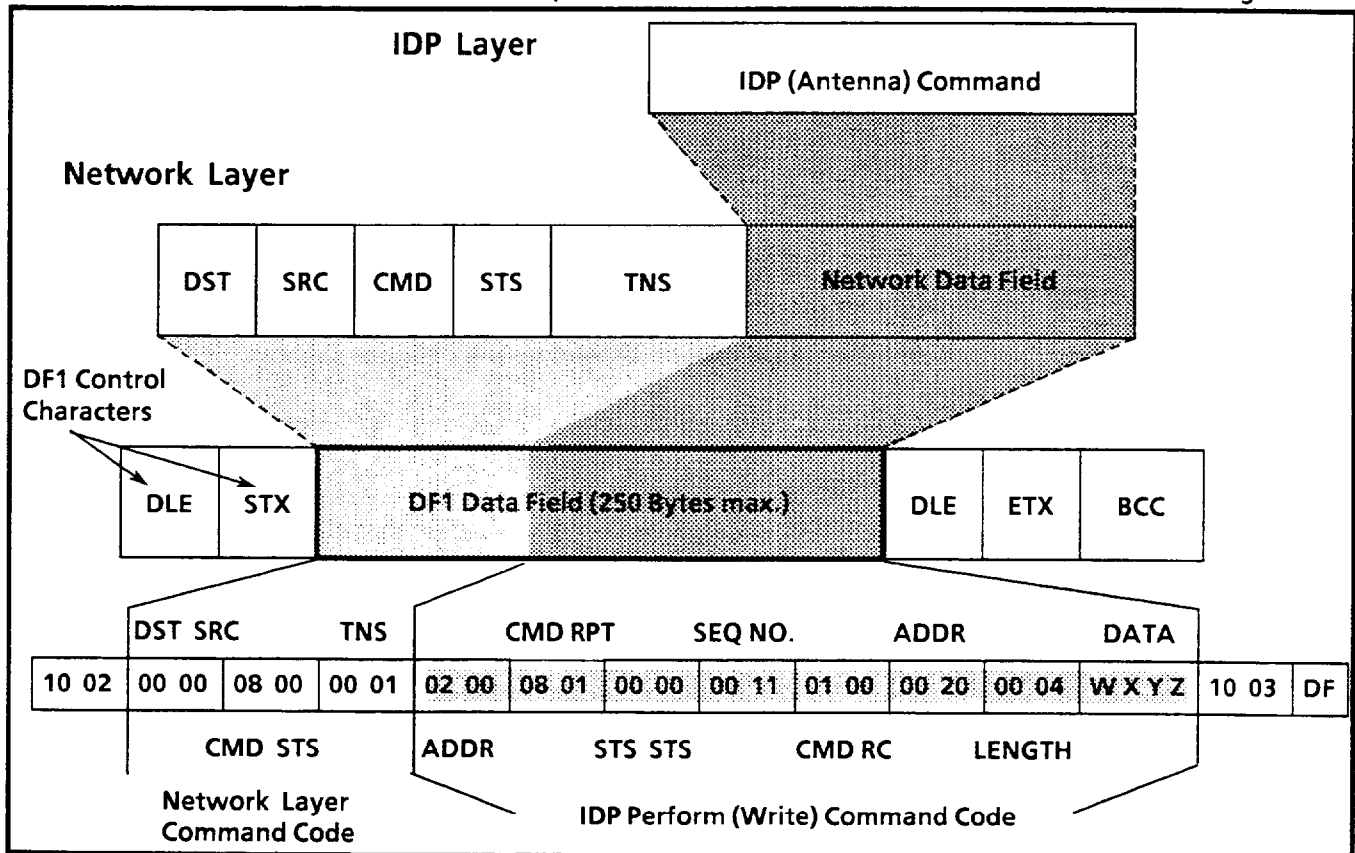 IDP Layer
IDP (Antenna) Command
Network Layer
DST SRC CMD STS TNS Network Data Field
DF1 Control
Characters
DLE STX DF1 Data Field (250 Bytes max.) DLE ETX BCC
DST SRC TNS CMD RPT SEQ NO. ADDR DATA
10 02 00 00 08 00 00 01 02 00 08 01 00 00 00 11 01 00 00 20 00 04 W X Y Z 10 03 DF
CMD STS ADDR STS STS CMD RC LENGTH
Network Layer
Command Code
IDP Perform (Write) Command Code